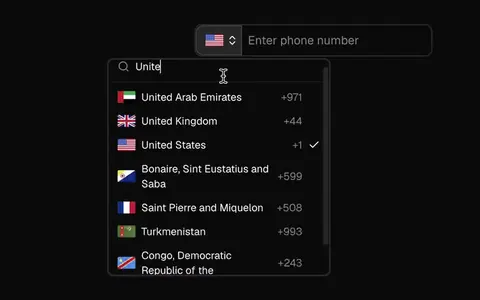 Enter phone number
Unite
United Arab Emirates +971
United Kingdom +44
United States +1
Bonaire, Sint Eustatius and
Saba +599
Saint Pierre and Miquelon +508
Turkmenistan +993
Congo, Democratic
Republic of the +243